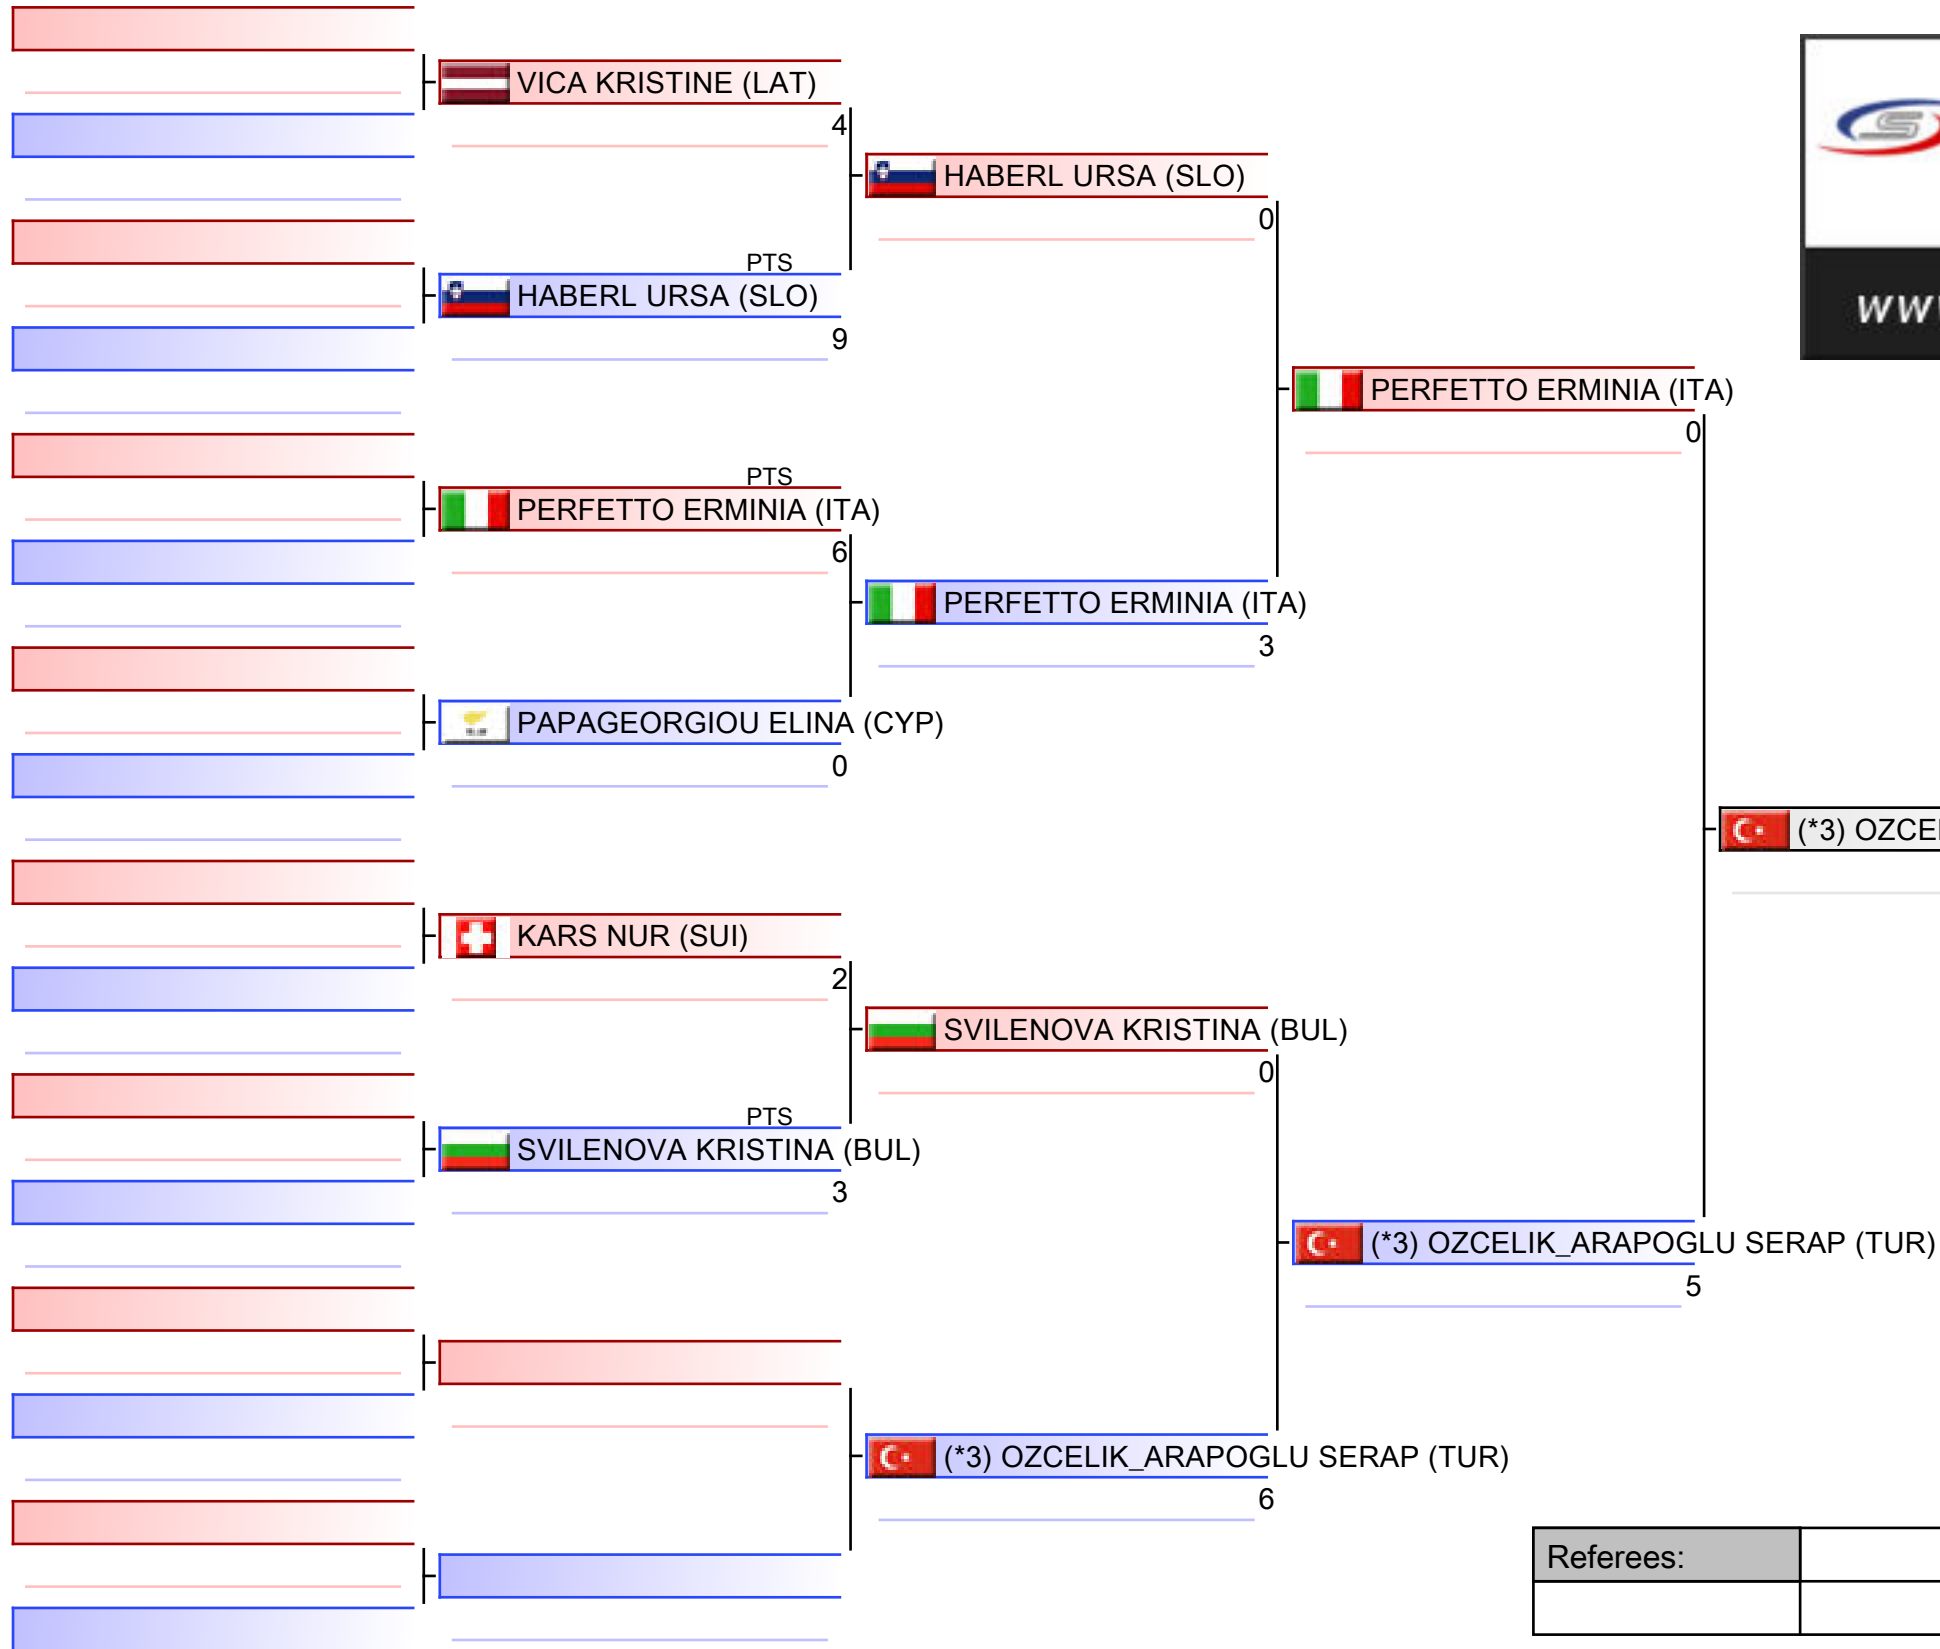 VICA KRISTINE (LAT)
4
PTS
HABERL URSA (SLO)
9
PTS
PERFETTO ERMINIA (ITA)
6
PAPAGEORGIOU ELINA (CYP)
0
KARS NUR (SUI)
2
PTS
SVILENOVA KRISTINA (BUL)
3
HABERL URSA (SLO)
0
PERFETTO ERMINIA (ITA)
3
SVILENOVA KRISTINA (BUL)
0
(*3) OZCELIK_ARAPOGLU SERAP (TUR)
6
PERFETTO ERMINIA (ITA)
0
(*3) OZCELIK_ARAPOGLU SERAP (TUR)
5
(*3) OZCE
S
Referees: